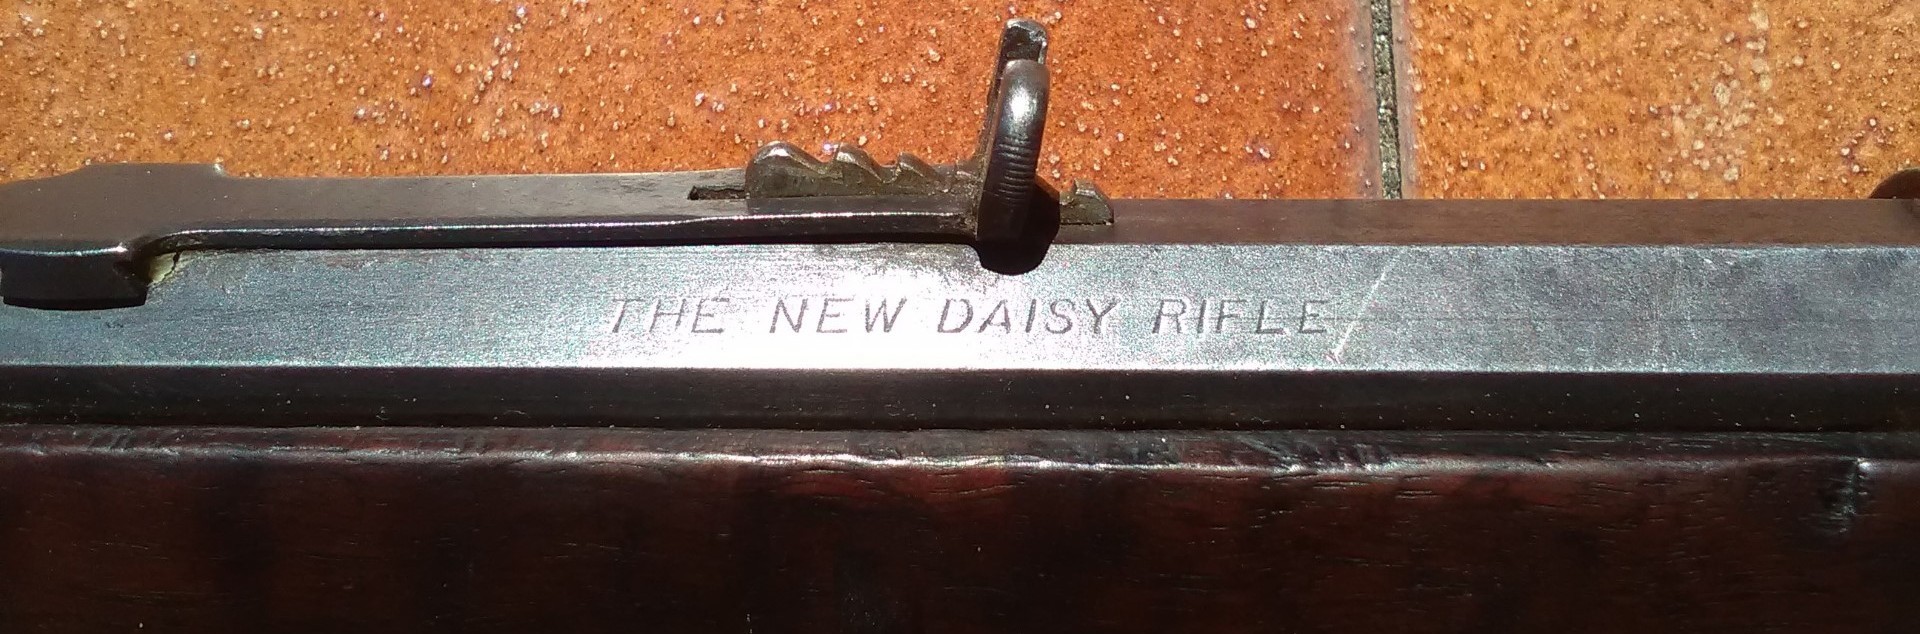 THE NEW DAISY RIFLE